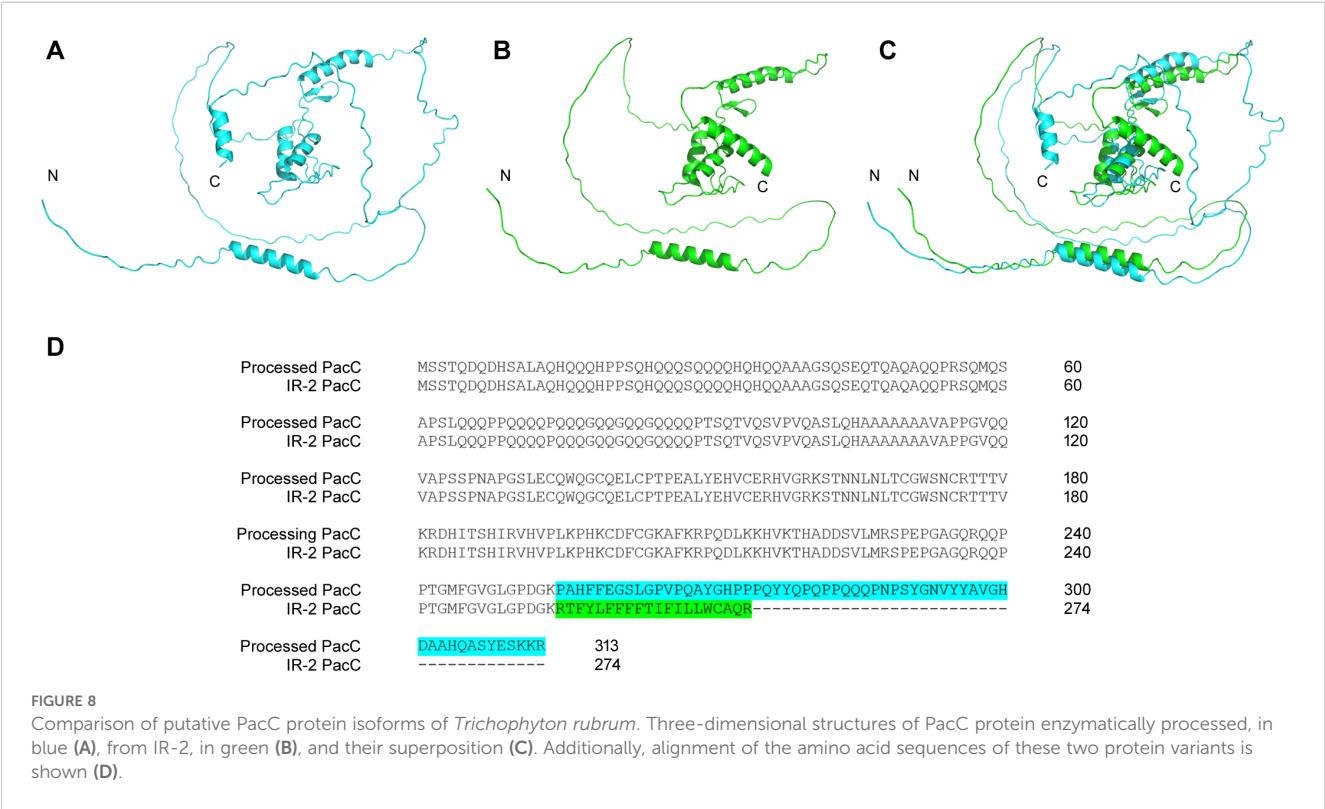 A
B
C
N
C
N
C
N
N
C
C
D
Processed PacC MSSTQDQDHSALAQHQQQHPPSQHQQQSQQQQHQHQQAAAGSQSEQTQAQAQQPRSQMQS 60
IR-2 PacC MSSTQDQDHSALAQHQQQHPPSQHQQQSQQQQHQHQQAAAGSQSEQTQAQAQQPRSQMQS 60
Processed PacC APSLQQQPPQQQQPQQQGQQGQQGQQQQPTSQTVQSVPVQASLQHAAAAAAAVAPPGVQQ 120
IR-2 PacC APSLQQQPPQQQQPQQQGQQGQQGQQQQPTSQTVQSVPVQASLQHAAAAAAAVAPPGVQQ 120
Processed PacC VAPSSPNAPGSLECQWQGCQELCPTPEALYEHVCERHVGRKSTNNLNLTCGWSNCRTTTV 180
IR-2 PacC VAPSSPNAPGSLECQWQGCQELCPTPEALYEHVCERHVGRKSTNNLNLTCGWSNCRTTTV 180
Processing PacC KRDHITSHIRVHVPLKPHKCDFCGKAFKRPQDLKKHVKTHADDSVLMRSPEPGAGQRQQP 240
IR-2 PacC KRDHITSHIRVHVPLKPHKCDFCGKAFKRPQDLKKHVKTHADDSVLMRSPEPGAGQRQQP 240
Processed PacC PTGMFGVGLGPDGKPAHFFEGSLGPVPQAYGHPPPQYYQPQPPQQQPNPSYGNVYYAVGH 300
IR-2 PacC PTGMFGVGLGPDGKRTFYLFFFFTIFILLWCAQR-------------------------- 274
Processed PacC DAAHQASYESKKR 313
IR-2 PacC ------------- 274
FIGURE 8
Comparison of putative PacC protein isoforms of Trichophyton rubrum. Three-dimensional structures of PacC protein enzymatically processed, in
blue (A), from IR-2, in green (B), and their superposition (C). Additionally, alignment of the amino acid sequences of these two protein variants is
shown (D).